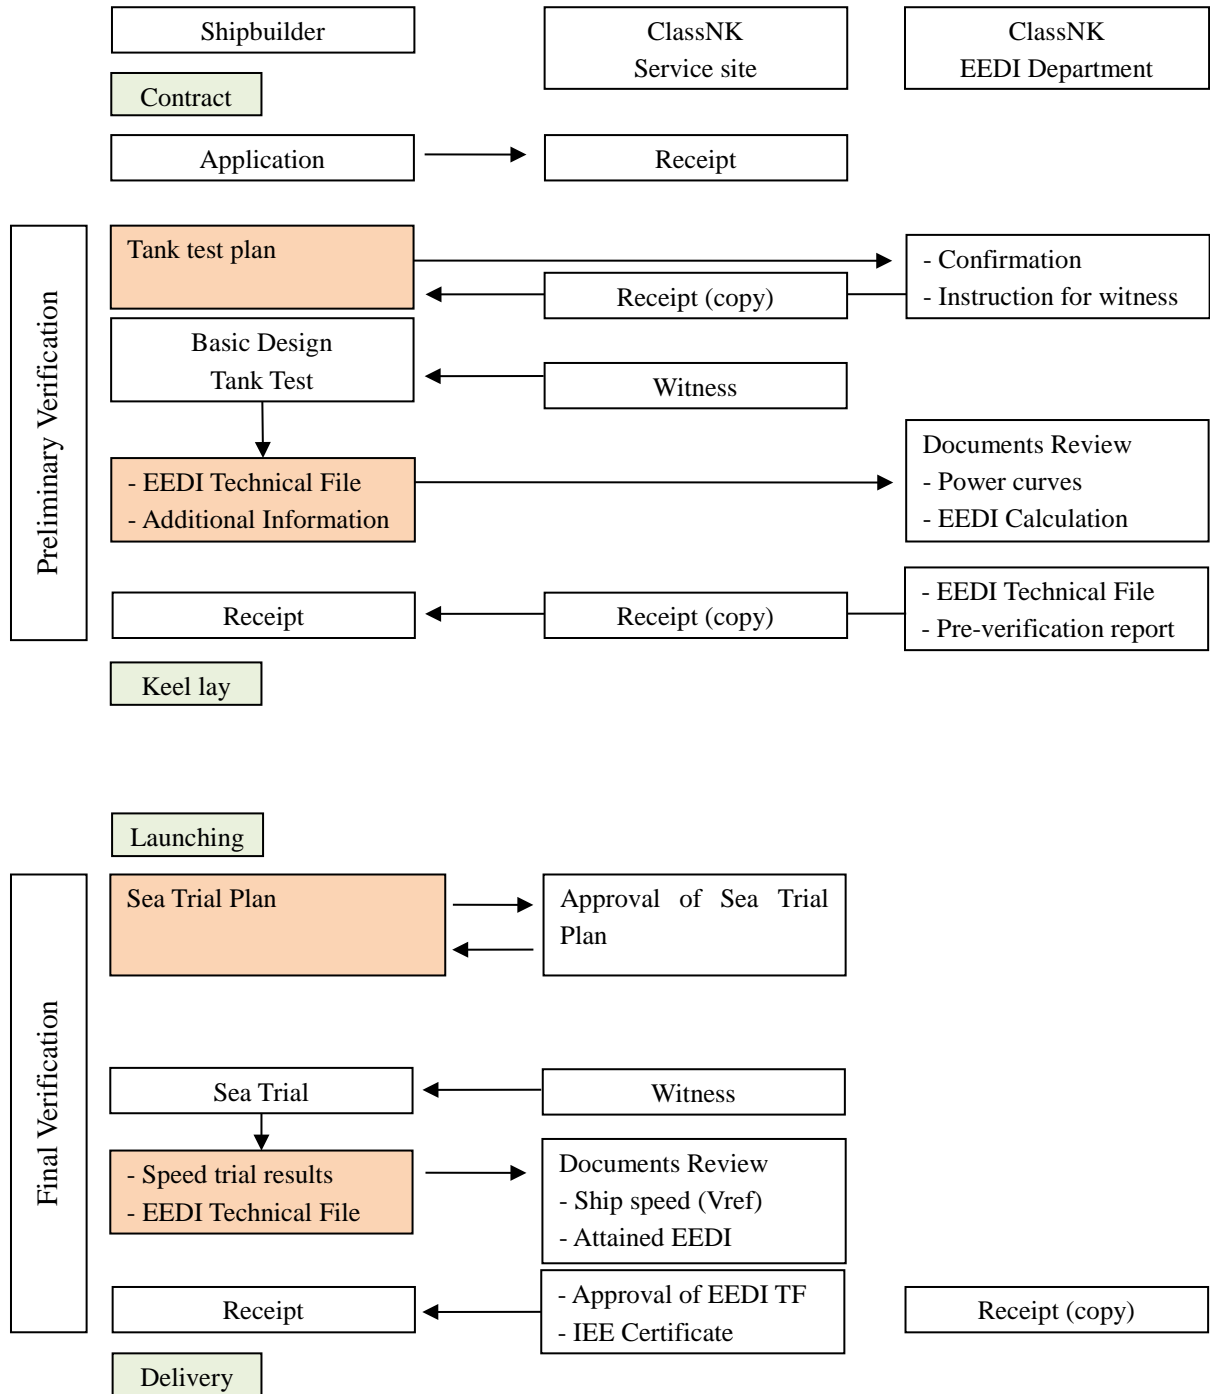 Shipbuilder
ClassNK
Service site
ClassNK
EEDI Department
Contract
Application
Receipt
Preliminary Verification
Tank test plan
- Confirmation
- Instruction for witness
Receipt (copy)
Basic Design
Tank Test
Witness
- EEDI Technical File
- Additional Information
Documents Review
- Power curves
- EEDI Calculation
Receipt
Receipt (copy)
- EEDI Technical File
- Pre-verification report
Keel lay
Launching
Final Verification
Sea Trial Plan
Approval of Sea Trial
Plan
Sea Trial
Witness
- Speed trial results
- EEDI Technical File
Documents Review
- Ship speed (Vref)
- Attained EEDI
Receipt
- Approval of EEDI TF
- IEE Certificate
Receipt (copy)
Delivery